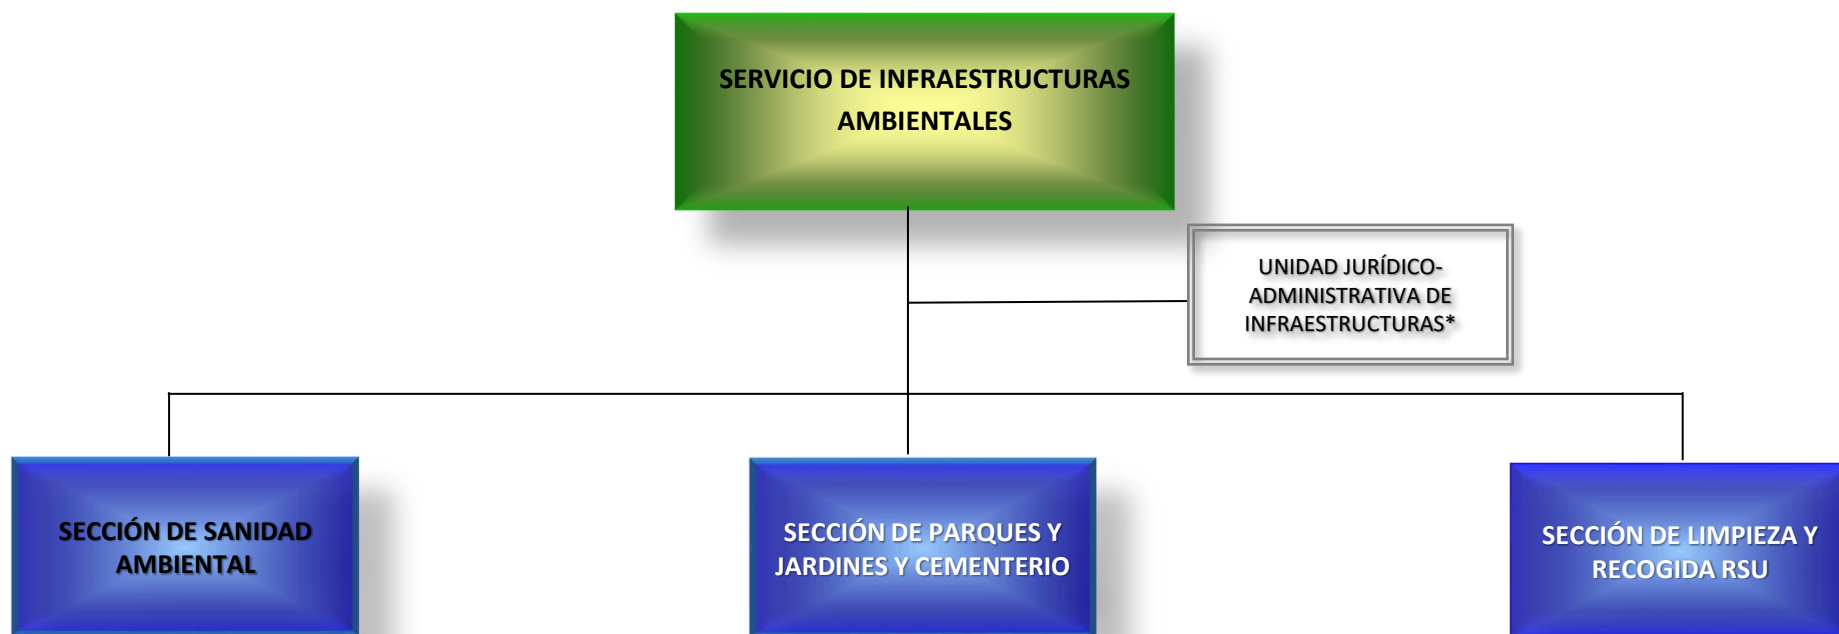 SERVICIO DE INFRAESTRUCTURAS
AMBIENTALES
UNIDAD JURÍDICO-
ADMINISTRATIVA DE
INFRAESTRUCTURAS*
SECCIÓN DE SANIDAD
AMBIENTAL
SECCIÓN DE PARQUES Y
JARDINES Y CEMENTERIO
SECCIÓN DE LIMPIEZA Y
RECOGIDA RSU